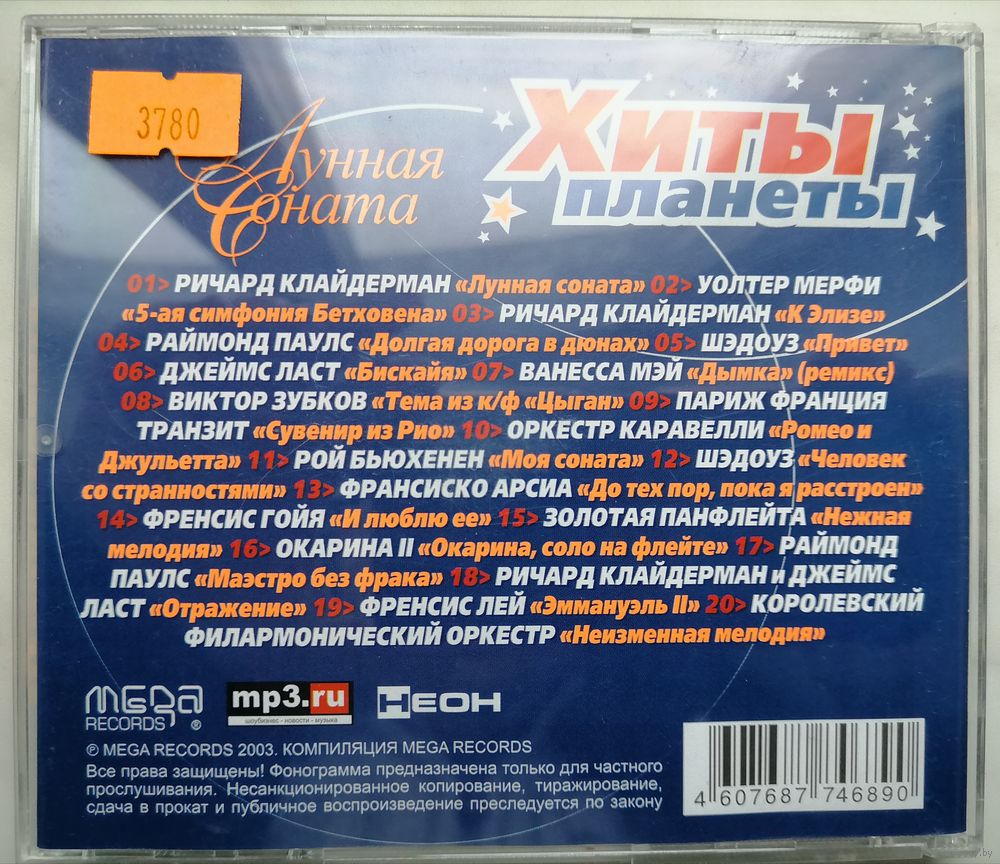 3780
Лунная
Соната
Хиты
планеты
01> РИЧАРД КЛАЙДЕРМАН «Лунная соната» 02> УОЛТЕР МЕРФИ
«5-ая симфония Бетховена» 03> РИЧАРД КЛАЙДЕРМАН «К Элизе»
04> РАЙМОНД ПАУЛС «Долгая дорога в дюнах» 05> ШЭДОУЗ «Привет»
06> ДЖЕЙМС ЛАСТ «Бискайя» 07> ВАНЕССА МЭЙ «Дымка» (ремикс)
08> ВИКТОР ЗУБКОВ «Тема из к/ф «Цыган» 09> ПАРИЖ ФРАНЦИЯ
ТРАНЗИТ «Сувенир из Рио» 10> ОРКЕСТР КАРАВЕЛЛИ «Ромео и
Джульетта» 11> РОЙ БЬЮХЕНЕН «Моя соната» 12> ШЭДОУЗ «Человек
со странностями» 13> ФРАНСИСКО АРСИА «До тех пор, пока я расстроен»
14> ФРЕНСИС ГОЙЯ «И люблю ее» 15> ЗОЛОТАЯ ПАНФЛЕЙТА «Нежная
мелодия» 16> ОКАРИНА II «Окарина, соло на флейте» 17> РАЙМОНД
ПАУЛС «Маэстро без фрака» 18> РИЧАРД КЛАЙДЕРМАН и ДЖЕЙМС
ЛАСТ «Отражение» 19> ФРЕНСИС ЛЕЙ «Эммануэль II» 20> КОРОЛЕВСКИЙ
ФИЛАРМОНИЧЕСКИЙ ОРКЕСТР «Неизменная мелодия»
MEGA
RECORDS ®
mp3.ru
шоубизнес - новости - музыка
НЕОН
℗ MEGA RECORDS 2003. КОМПИЛЯЦИЯ MEGA RECORDS
Все права защищены! Фонограмма предназначена только для частного
прослушивания. Несанкционированное копирование, тиражирование,
сдача в прокат и публичное воспроизведение преследуется по закону
4 607687 746890